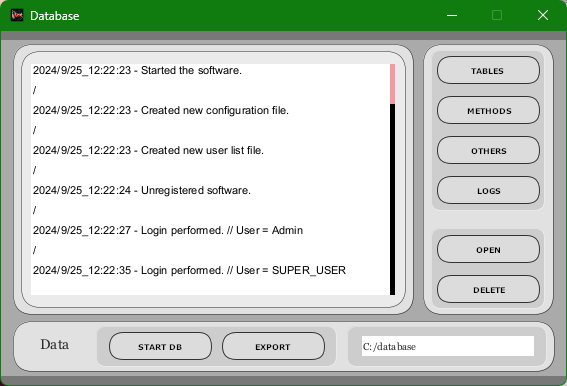 Database
2024/9/25_12:22:23 - Started the software.
/
2024/9/25_12:22:23 - Created new configuration file.
/
2024/9/25_12:22:23 - Created new user list file.
/
2024/9/25_12:22:24 - Unregistered software.
/
2024/9/25_12:22:27 - Login performed. // User = Admin
/
2024/9/25_12:22:35 - Login performed. // User = SUPER_USER
TABLES
METHODS
OTHERS
LOGS
OPEN
DELETE
Data
START DB
EXPORT
C:/database